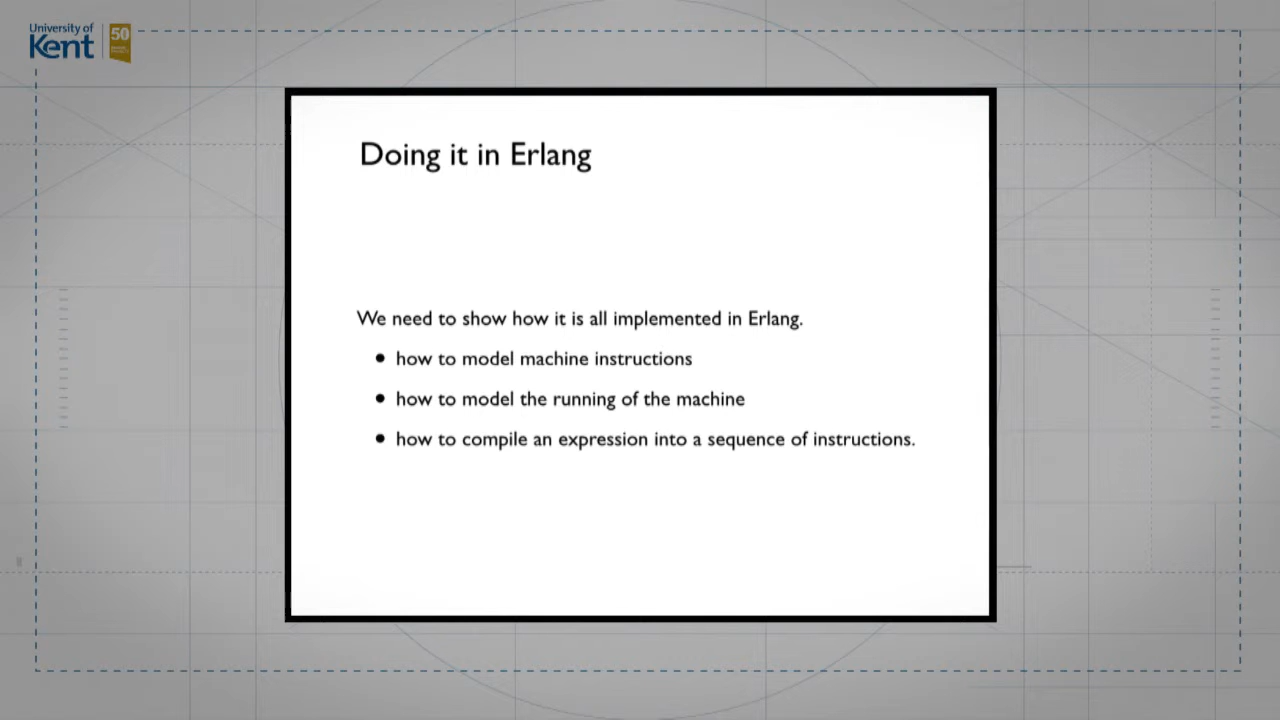 University of
Kent
50
Doing it in Erlang
We need to show how it is all implemented in Erlang.
• how to model machine instructions
• how to model the running of the machine
• how to compile an expression into a sequence of instructions.